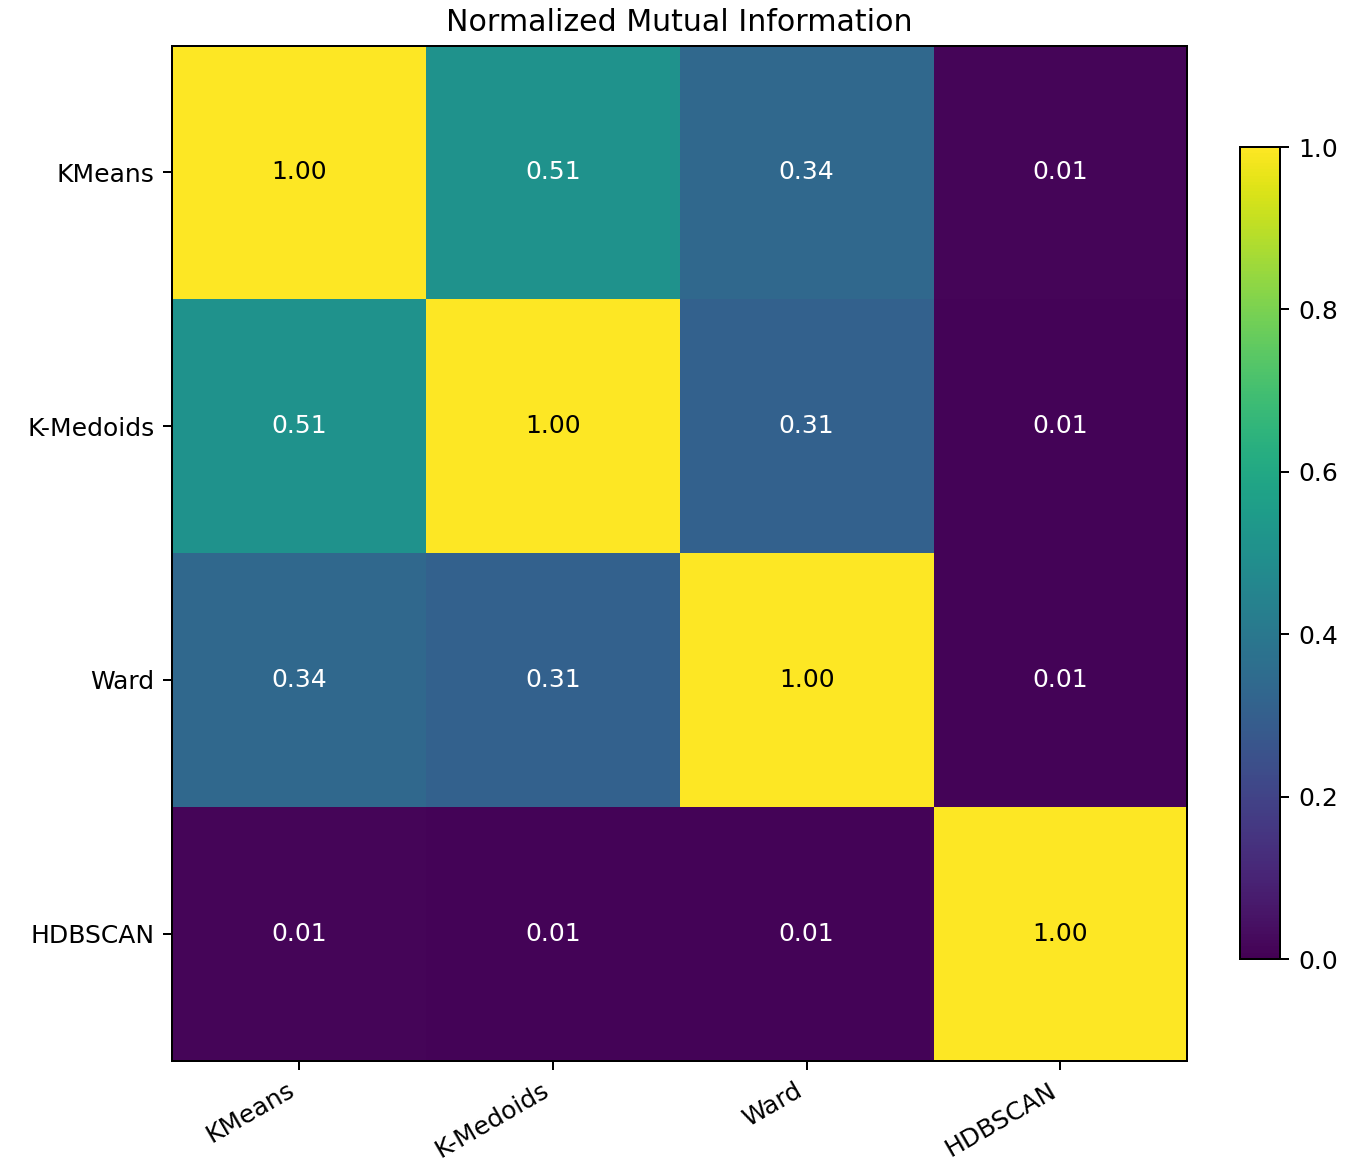 Normalized Mutual Information
KMeans 1.00 0.51 0.34 0.01
K-Medoids 0.51 1.00 0.31 0.01
Ward 0.34 0.31 1.00 0.01
HDBSCAN 0.01 0.01 0.01 1.00
KMeans K-Medoids Ward HDBSCAN
1.0
0.8
0.6
0.4
0.2
0.0